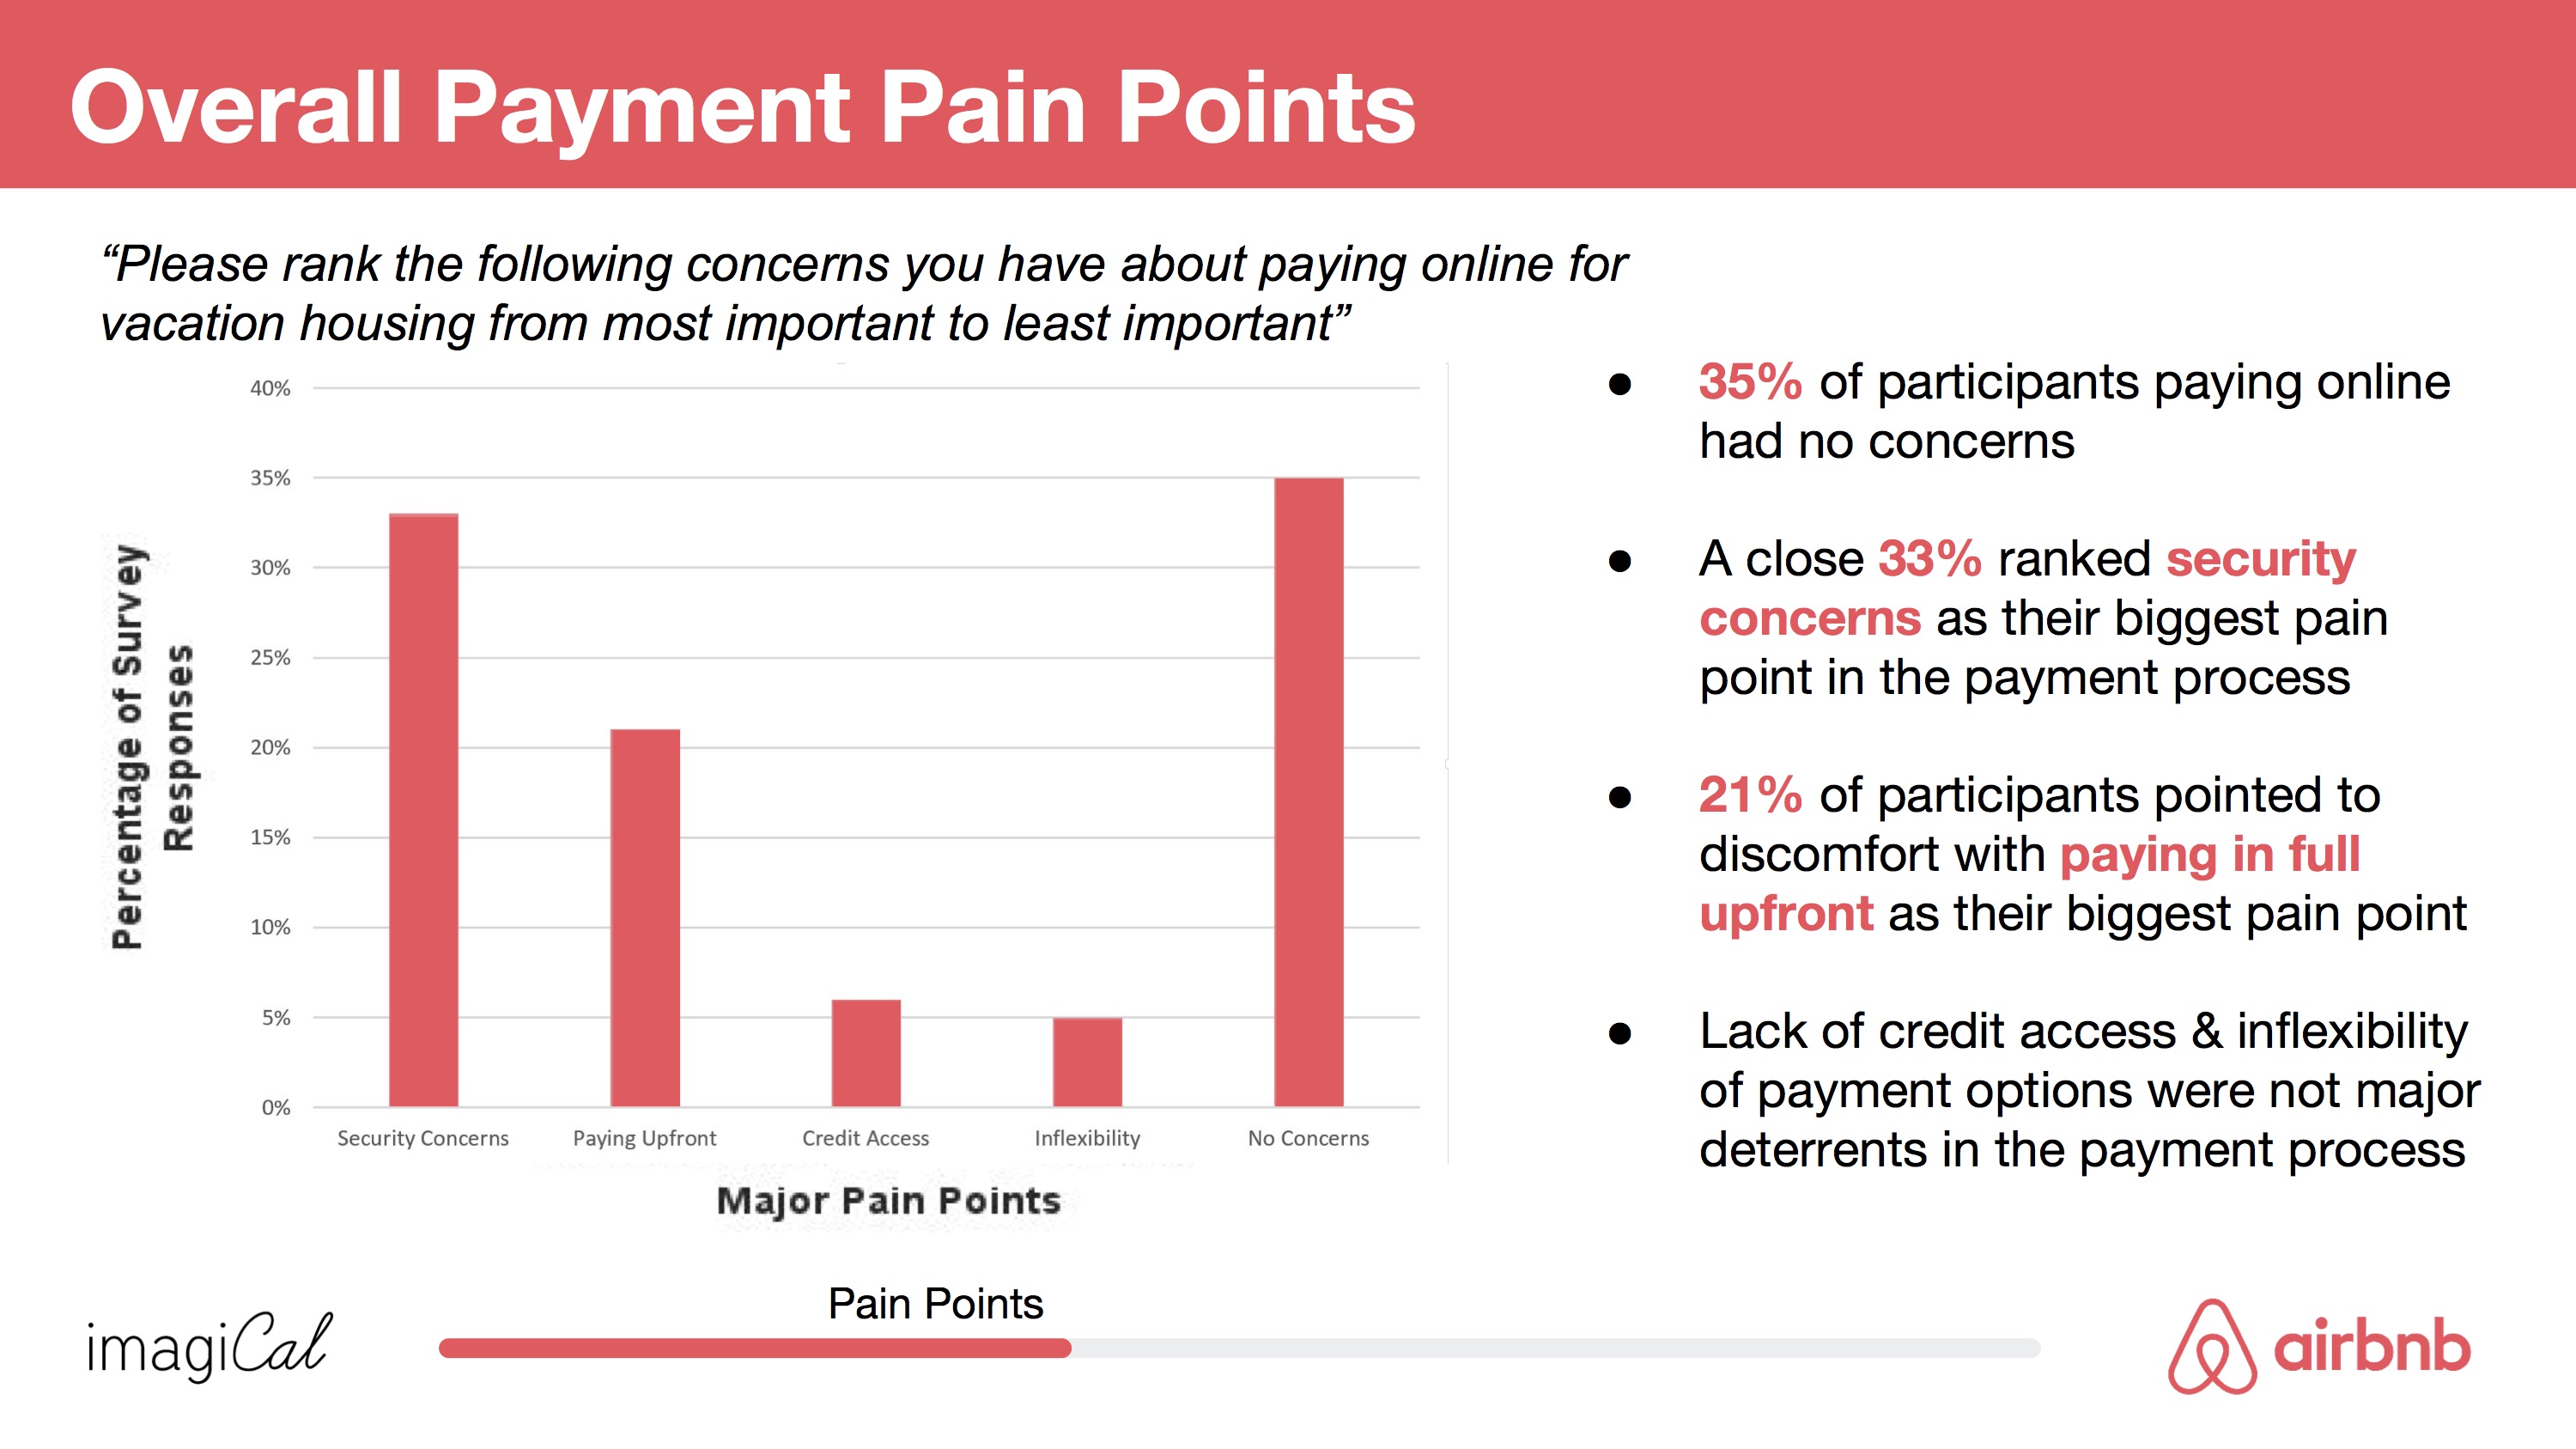 Overall Payment Pain Points
“Please rank the following concerns you have about paying online for
vacation housing from most important to least important”
Percentage of Survey
Responses
40%
35%
30%
25%
20%
15%
10%
5%
0%
Security Concerns
Paying Upfront
Credit Access
Inflexibility
No Concerns
Major Pain Points
● 35% of participants paying online
had no concerns
● A close 33% ranked security
concerns as their biggest pain
point in the payment process
● 21% of participants pointed to
discomfort with paying in full
upfront as their biggest pain point
● Lack of credit access & inflexibility
of payment options were not major
deterrents in the payment process
Pain Points
imagiCal
airbnb